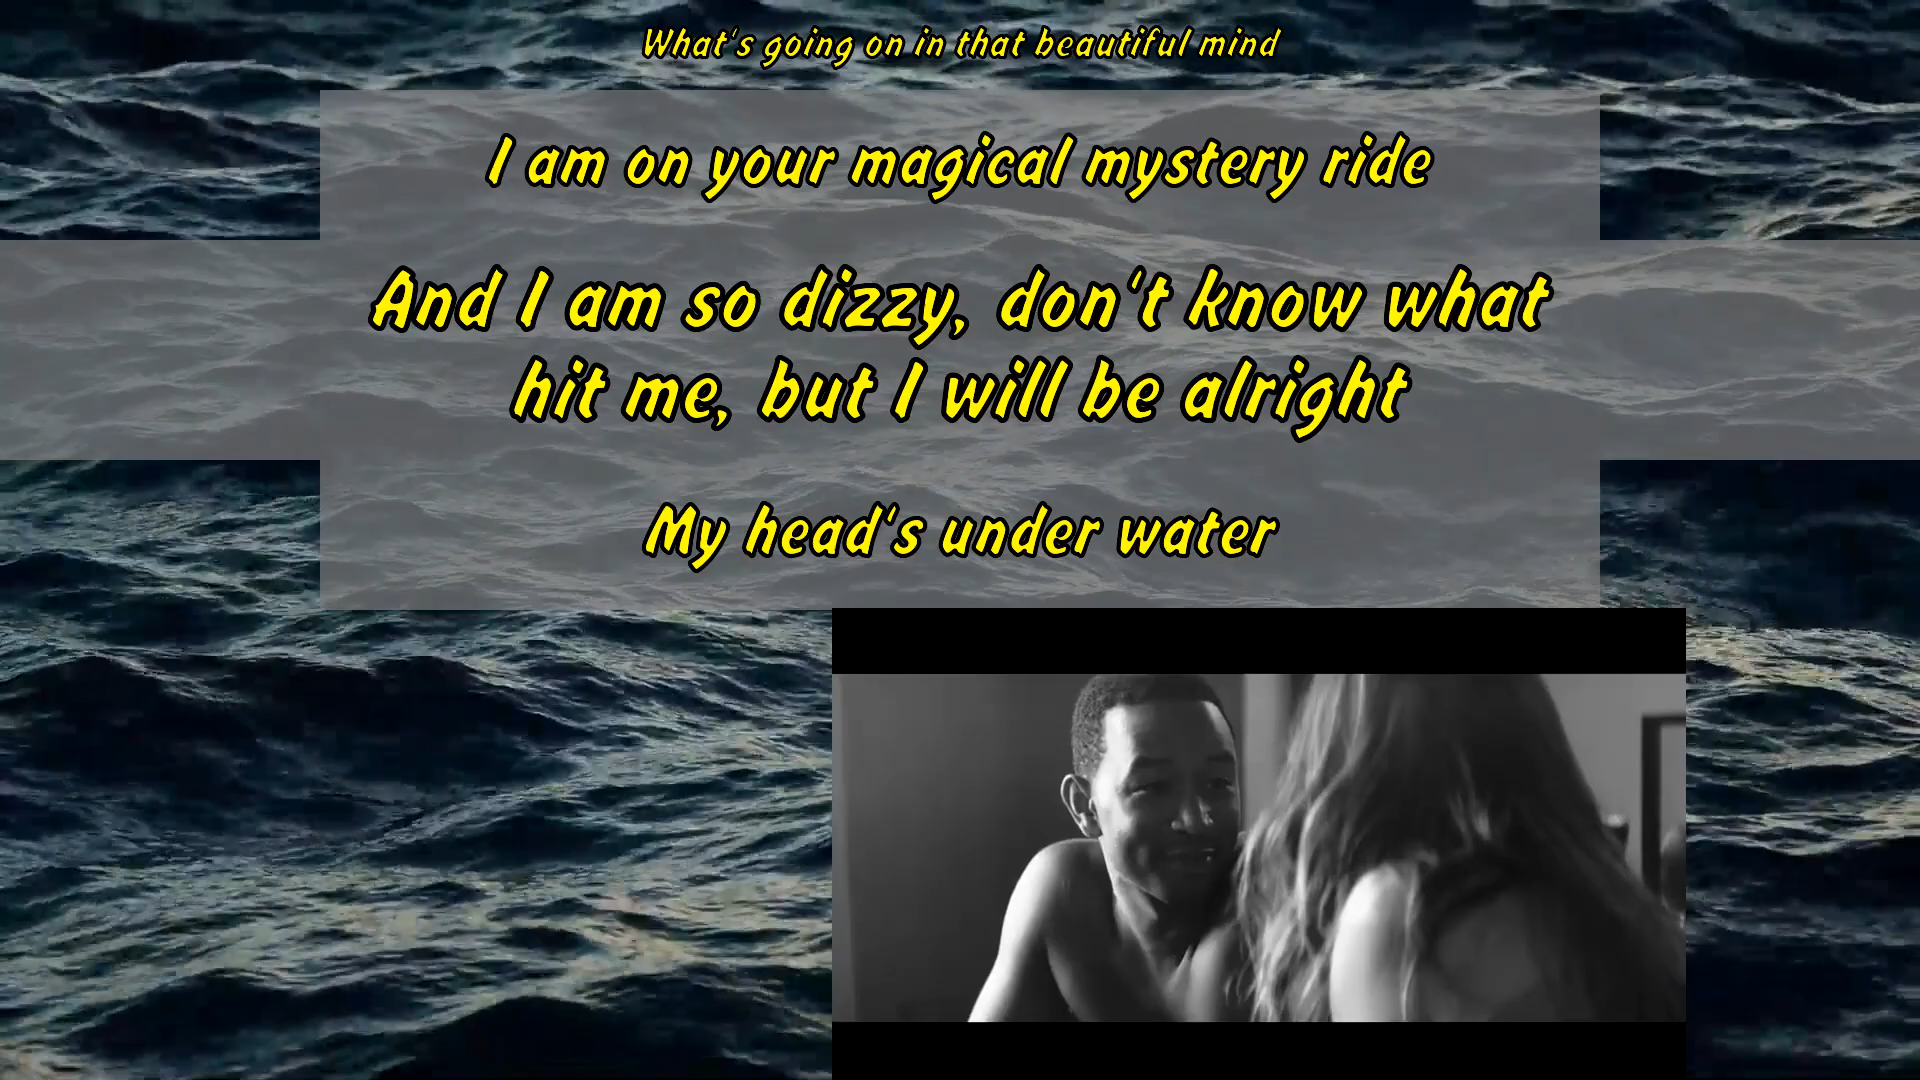 What's going on in that beautiful mind
I am on your magical mystery ride
And I am so dizzy, don't know what
hit me, but I will be alright
My head's under water